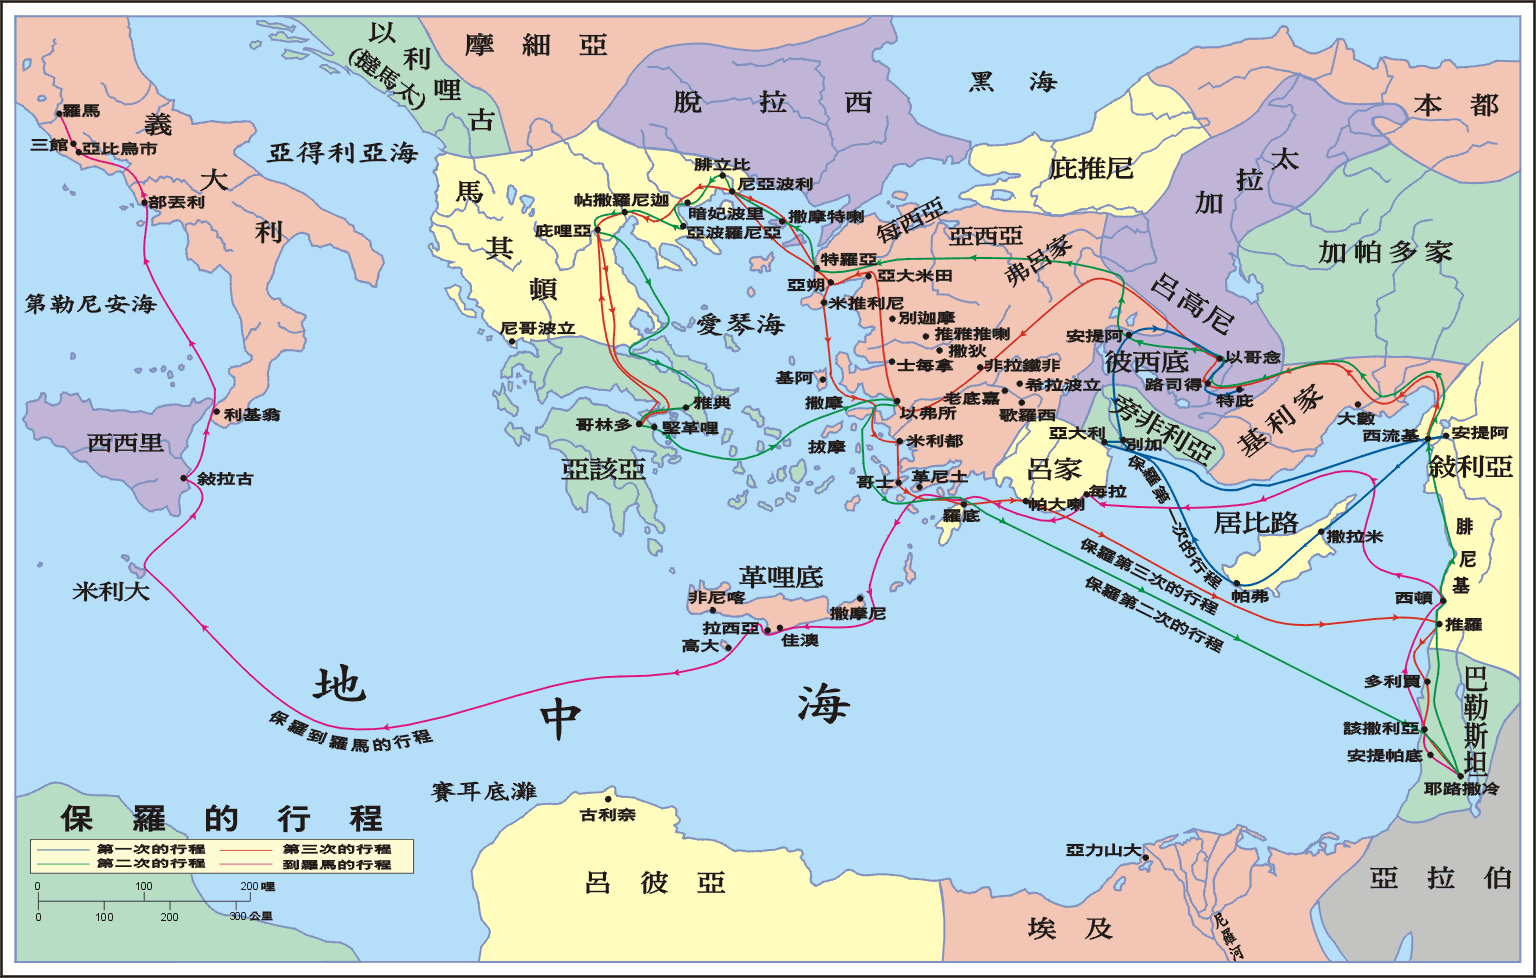 以利哩古
(撻馬太)
摩細亞
脫拉西
黑海
本都
羅馬
三館
亞比烏市
義大利
亞得利亞海
部丟利
馬其頓
腓立比
尼亞波利
帖撒羅尼迦
暗妃波里
亞波羅尼亞
庇哩亞
撒摩特喇
庇推尼
加拉太
每西亞
亞西亞
弗呂家
加帕多家
特羅亞
亞朔
亞大米田
米推利尼
呂高尼
第勒尼安海
愛琴海
尼哥波立
別迦摩
推雅推喇
撒狄
士每拿
非拉鐵非
希拉波立
老底嘉
歌羅西
安提阿
彼西底
以哥念
路司得
特庇
基阿
撒摩
以弗所
雅典
哥林多
堅革哩
利基翁
西西里
敍拉古
亞該亞
拔摩
米利都
哥士
革尼土
亞大利
別加
旁非利亞
基利家
大數
西流基
安提阿
敍利亞
呂家
帕大喇
每拉
羅底
保羅第一次的行程
居比路
撒拉米
帕弗
腓尼基
保羅第三次的行程
保羅第二次的行程
西頓
推羅
米利大
革哩底
非尼喀
撒摩尼
拉西亞
佳澳
高大
地中海
保羅到羅馬的行程
多利買
巴勒斯坦
該撒利亞
安提帕底
耶路撒冷
賽耳底灘
古利奈
呂彼亞
亞力山大
埃及
尼羅河
亞拉伯
保羅的行程
第一次的行程
第三次的行程
第二次的行程
到羅馬的行程
0 100 200 哩
0 100 200 300 公里